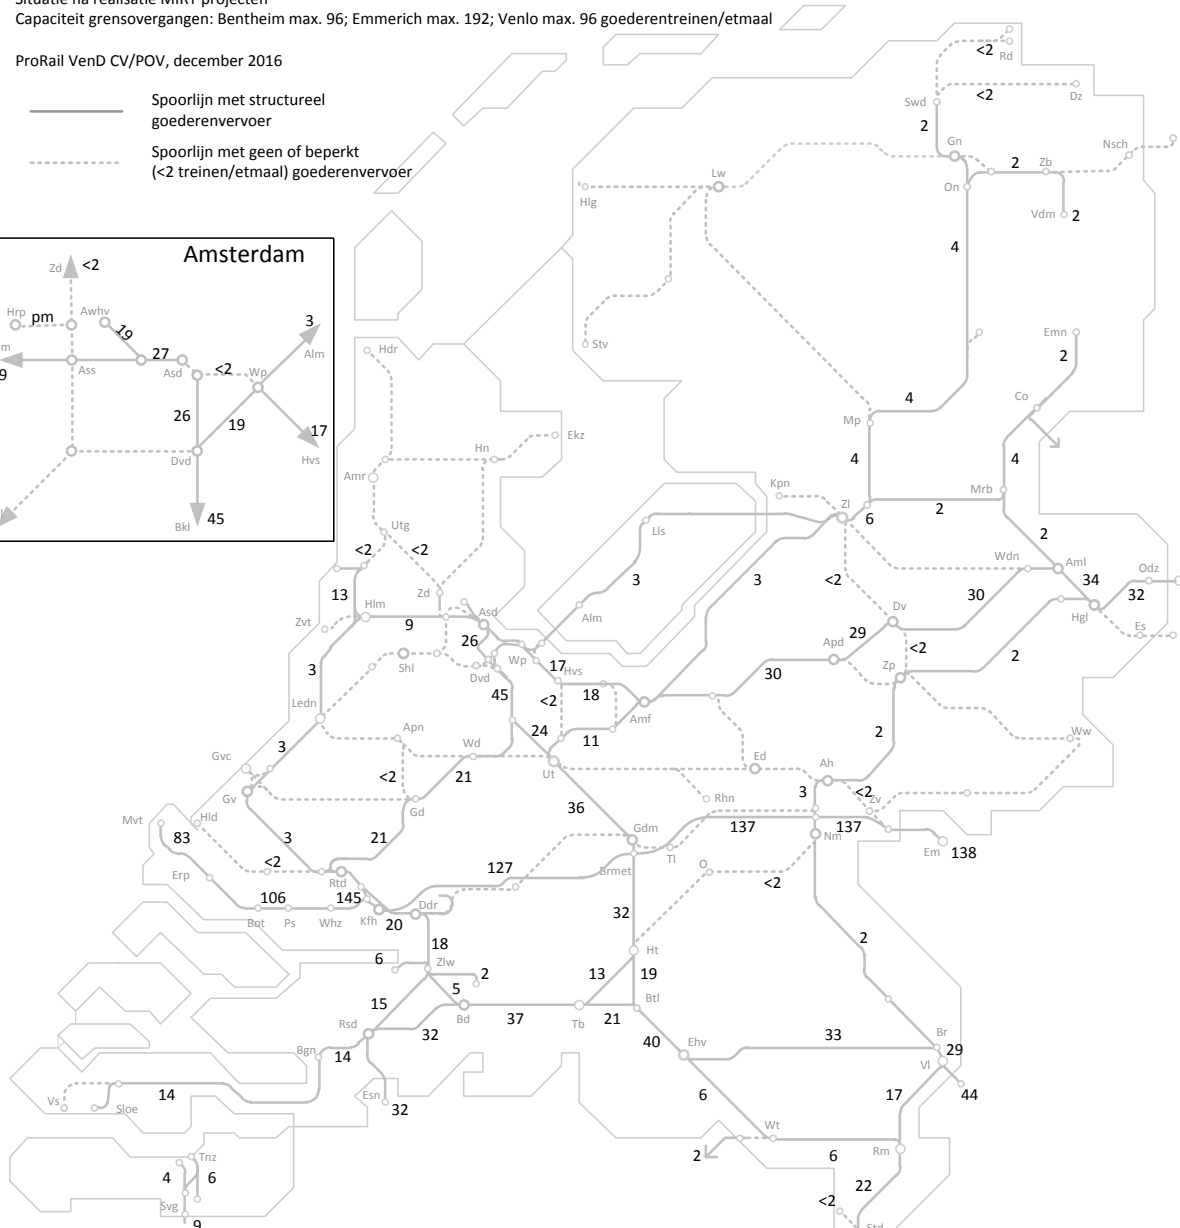 Situatie na realisatie MIRT projecten
Capaciteit grensovergangen: Bentheim max. 96; Emmerich max. 192; Venlo max. 96 goederentreinen/etmaal
ProRail VenD CV/POV, december 2016
Spoorlijn met structureel
goederenvervoer
Spoorlijn met geen of beperkt
(<2 treinen/etmaal) goederenvervoer
Amsterdam
Zd
<2
Hrp
pm
Awhv
19
3
Alm
9
Ass
27
Asd
<2
Wp
26
19
17
Hvs
Dvd
Bkl
45
<2
Rd
<2
Dz
Swd
2
Gn
2
Zb
Nsch
On
Vdm
2
Lw
Hlg
4
Stv
Emn
2
Hdr
Co
4
Mp
4
4
Mrb
2
2
Ekz
Hn
Amr
Kpn
Zl
6
Lls
Utg
<2
<2
Wdn
Aml
34
Odz
32
Hgl
Es
3
3
<2
30
13
Hlm
Zd
Asd
Alm
Dv
29
Apd
<2
Zvt
9
26
Wp
17
Hvs
Zp
2
3
Shl
Dvd
45
<2
18
30
Amf
Ledn
Apn
24
11
2
Ww
3
Wd
Ut
Ed
Ah
Gvc
<2
21
36
Rhn
3
<2
Zv
Gv
Gd
Mvt
Hld
83
3
21
Gdm
137
137
Nm
Em
138
Erp
<2
Rtd
127
Brmet
Tl
O
<2
106
145
Bot
Ps
Whz
Kfh
20
Ddr
32
18
2
6
Zlw
2
Ht
13
19
15
5
Btl
Rsd
32
Bd
37
Tb
21
40
Ehv
33
Br
29
Bgn
14
Vl
44
14
Esn
32
6
17
Vs
Sloe
Wt
2
6
Rm
Tnz
4
6
22
Svg
<2
9
Std